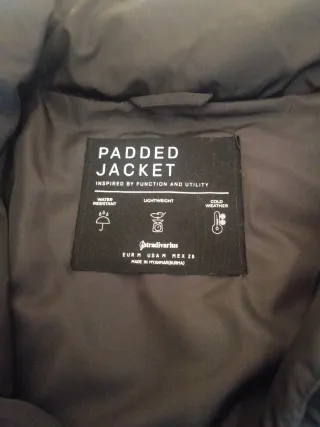 PADDED
JACKET
INSPIRED BY FUNCTION AND UTILITY
WATER RESISTANT
LIGHTWEIGHT
COLD WEATHER
stradivarius
EUR M USA M MEX 26
MADE IN MYANMAR(BURMA)